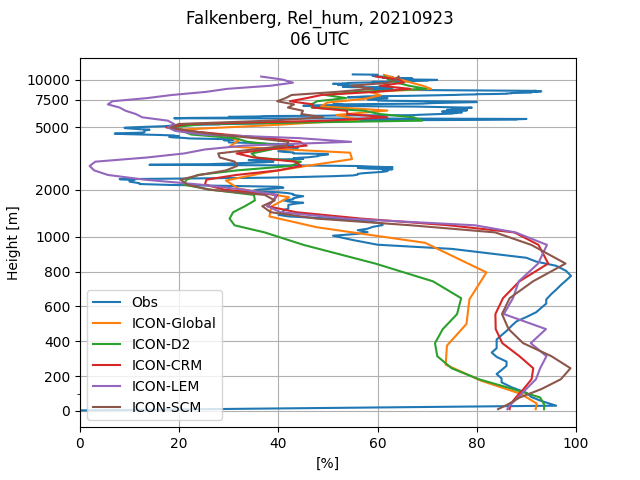 Falkenberg, Rel_hum, 20210923
06 UTC
Height [m]
10000
7500
5000
2000
1000
800
600
400
200
0
Obs
ICON-Global
ICON-D2
ICON-CRM
ICON-LEM
ICON-SCM
0 20 40 60 80 100
[%]